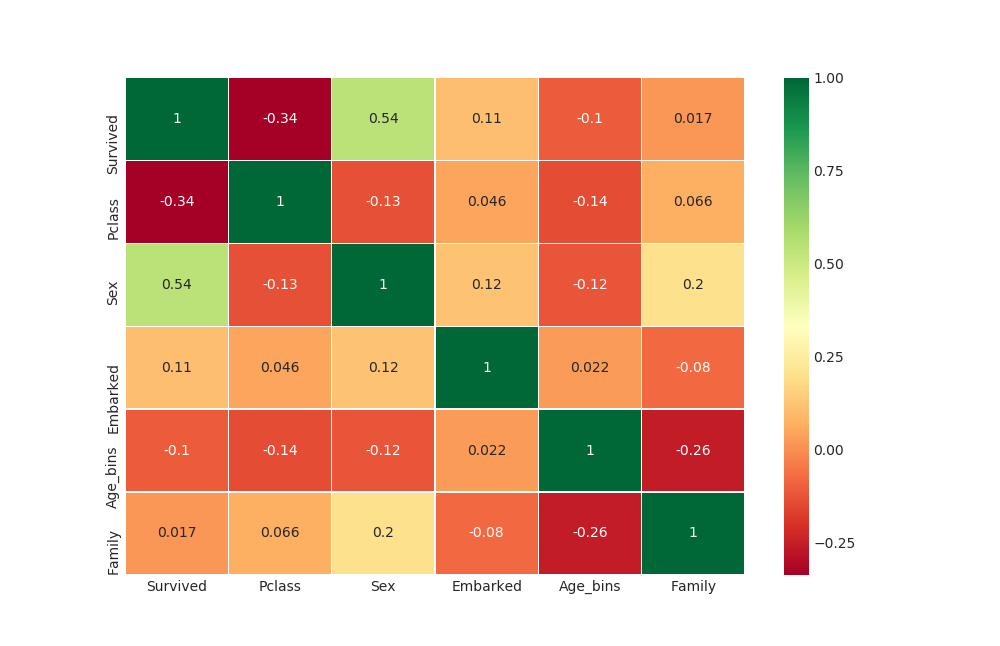 Survived 1 -0.34 0.54 0.11 -0.1 0.017
Pclass -0.34 1 -0.13 0.046 -0.14 0.066
Sex 0.54 -0.13 1 0.12 -0.12 0.2
Embarked 0.11 0.046 0.12 1 0.022 -0.08
Age_bins -0.1 -0.14 -0.12 0.022 1 -0.26
Family 0.017 0.066 0.2 -0.08 -0.26 1
Survived Pclass Sex Embarked Age_bins Family
1.00
0.75
0.50
0.25
0.00
−0.25